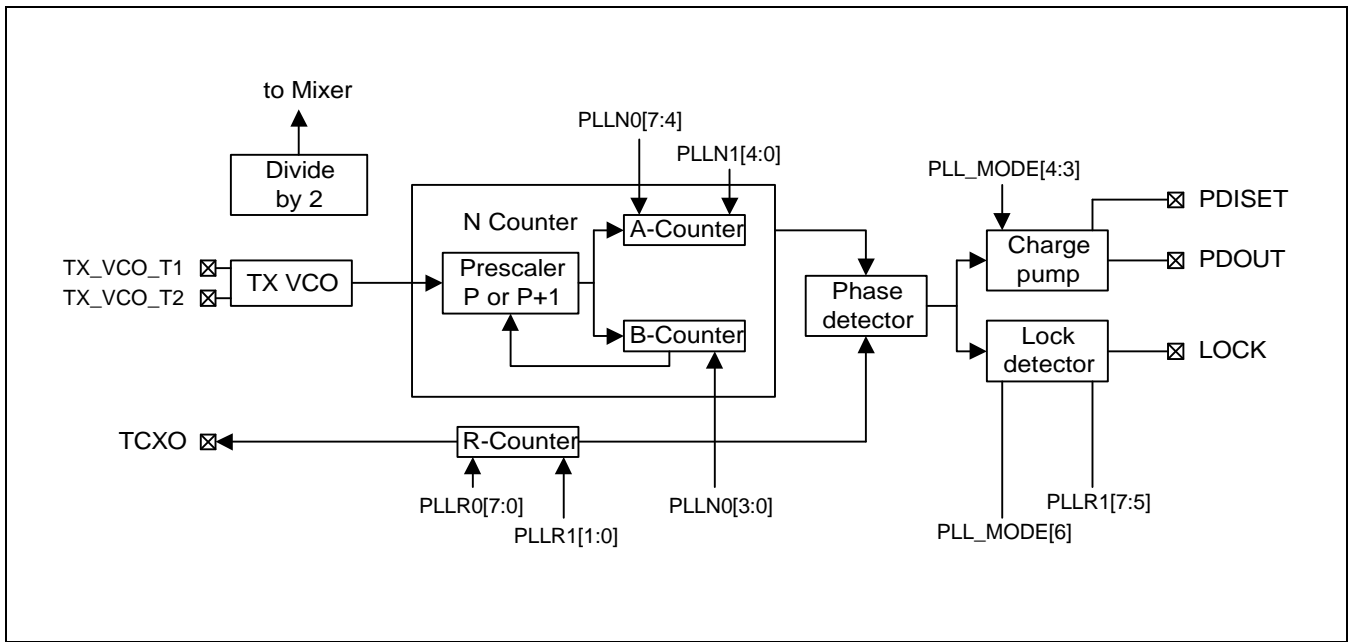 to Mixer
Divide
by 2
PLLN0[7:4]
PLLN1[4:0]
PLL_MODE[4:3]
N Counter
A-Counter
PDISET
TX_VCO_T1
TX_VCO_T2
TX VCO
Prescaler
P or P+1
Charge
pump
PDOUT
Phase
detector
B-Counter
Lock
detector
LOCK
TCXO
R-Counter
PLLR0[7:0]
PLLR1[1:0]
PLLN0[3:0]
PLLR1[7:5]
PLL_MODE[6]